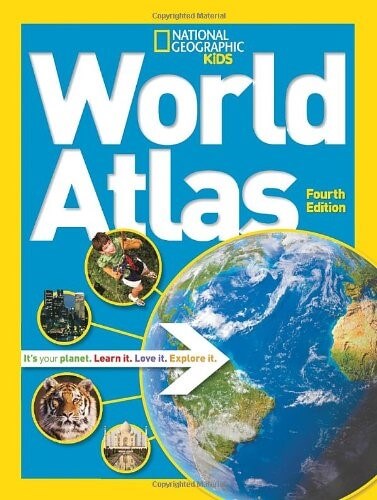 Copyrighted Material
NATIONAL
GEOGRAPHIC
KiDS
World
Atlas
Fourth
Edition
It's your planet. Learn it. Love it. Explore it.
Copyrighted Material